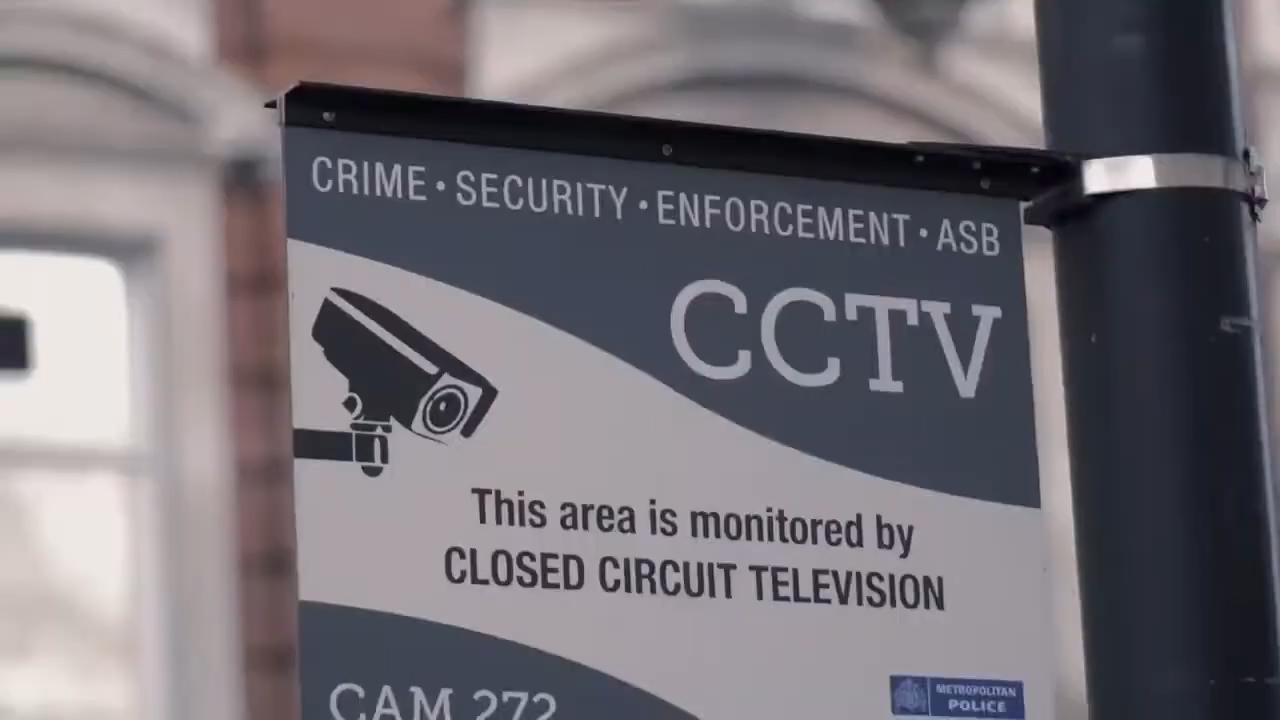 CRIME · SECURITY · ENFORCEMENT · ASB
CCTV
This area is monitored by
CLOSED CIRCUIT TELEVISION
CAM 272
METROPOLITAN
POLICE